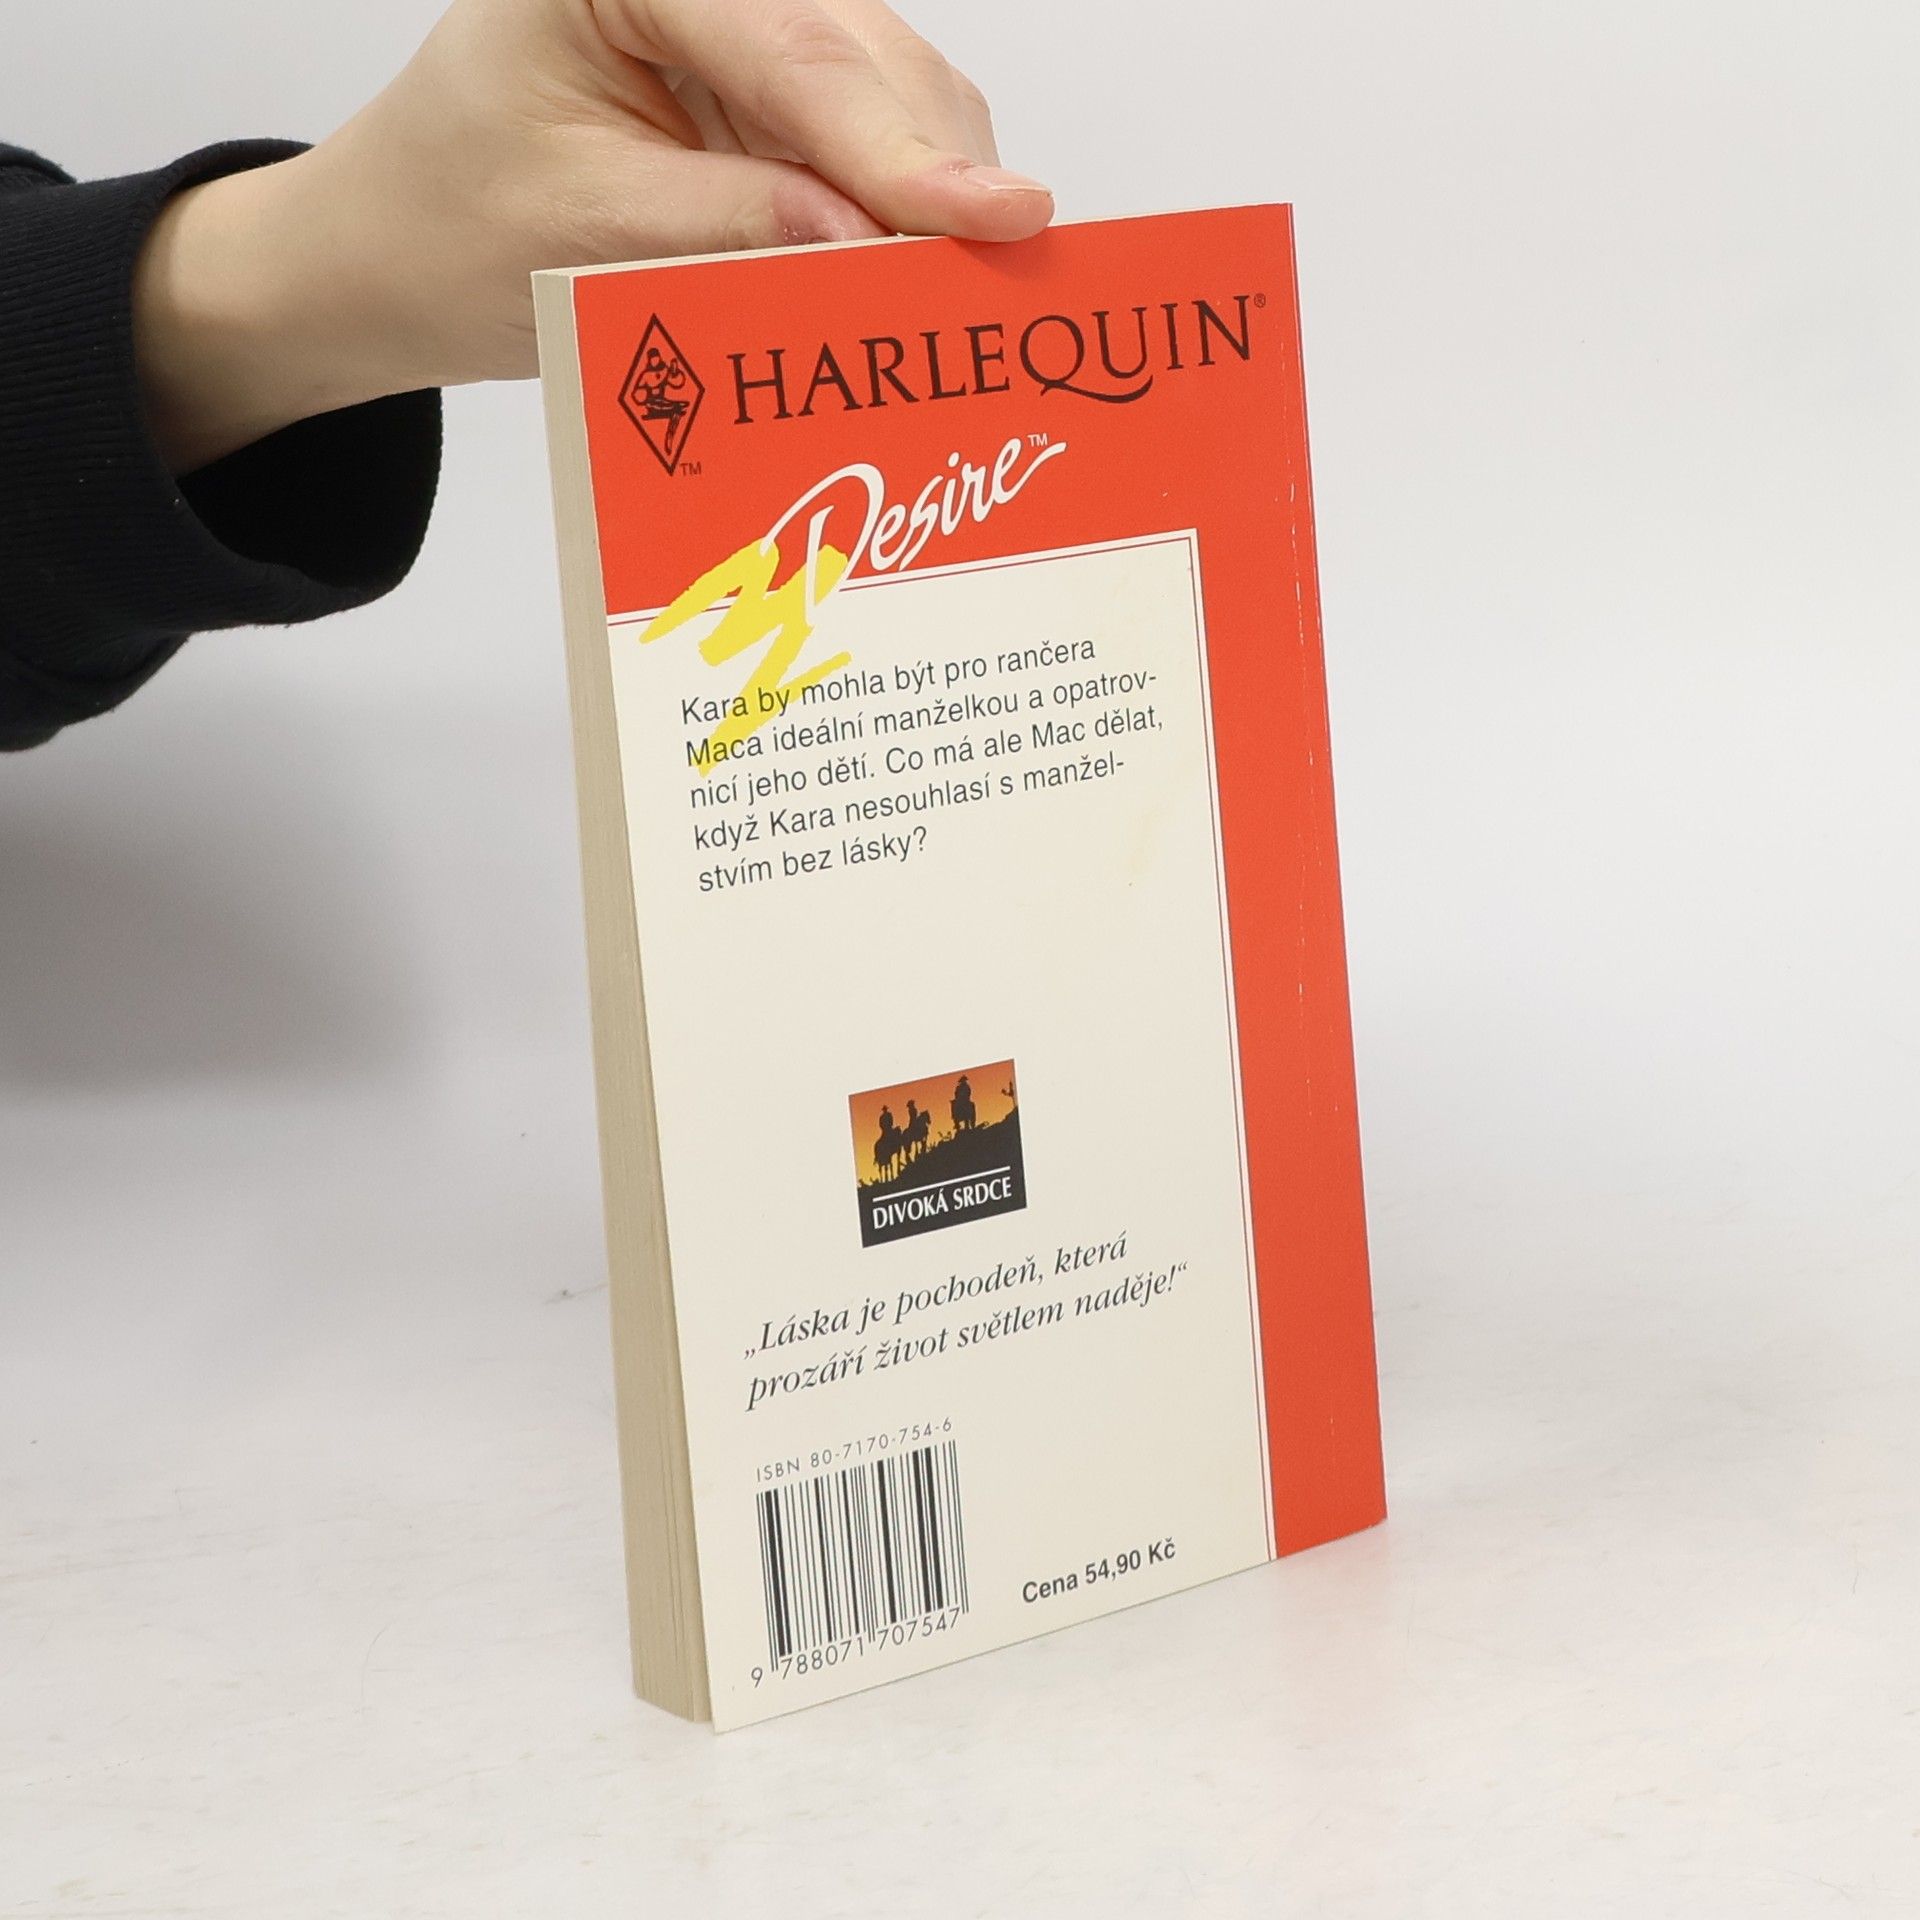 HARLEQUIN®
TM
Desire™
Kara by mohla být pro rančera
Maca ideální manželkou a opatrov-
nicí jeho dětí. Co má ale Mac dělat,
když Kara nesouhlasí s manžel-
stvím bez lásky?
DIVOKÁ SRDCE
„Láska je pochodeň, která
prozáří život světlem naděje!“
ISBN 80-7170-754-6
9 788071 707547
Cena 54,90 Kč